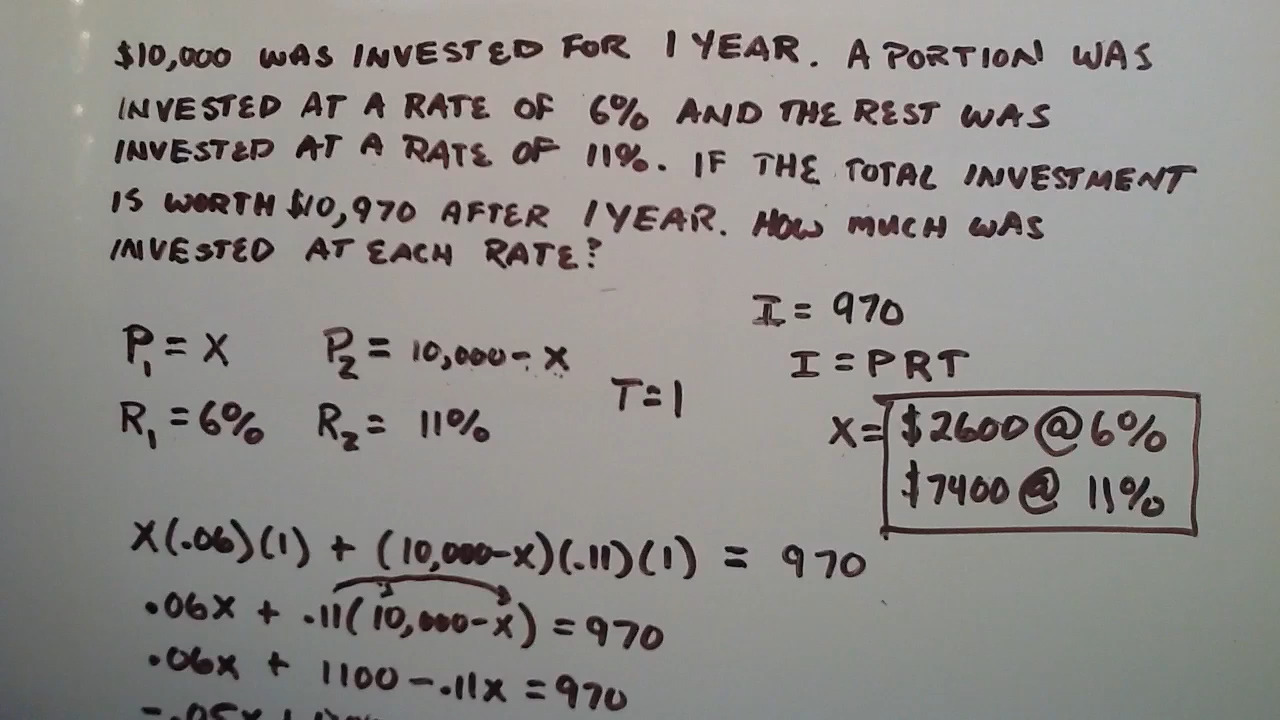 $10,000 WAS INVESTED FOR 1 YEAR. A PORTION WAS
INVESTED AT A RATE OF 6% AND THE REST WAS
INVESTED AT A RATE OF 11%. IF THE TOTAL INVESTMENT
IS WORTH $10,970 AFTER 1 YEAR. HOW MUCH WAS
INVESTED AT EACH RATE?
I = 970
P₁ = X P₂ = 10,000 - X
I = PRT
T = 1
R₁ = 6% R₂ = 11%
X = $2600 @ 6%
$7400 @ 11%
X(.06)(1) + (10,000-X)(.11)(1) = 970
.06X + .11(10,000-X) = 970
.06X + 1100 - .11X = 970
-.05X